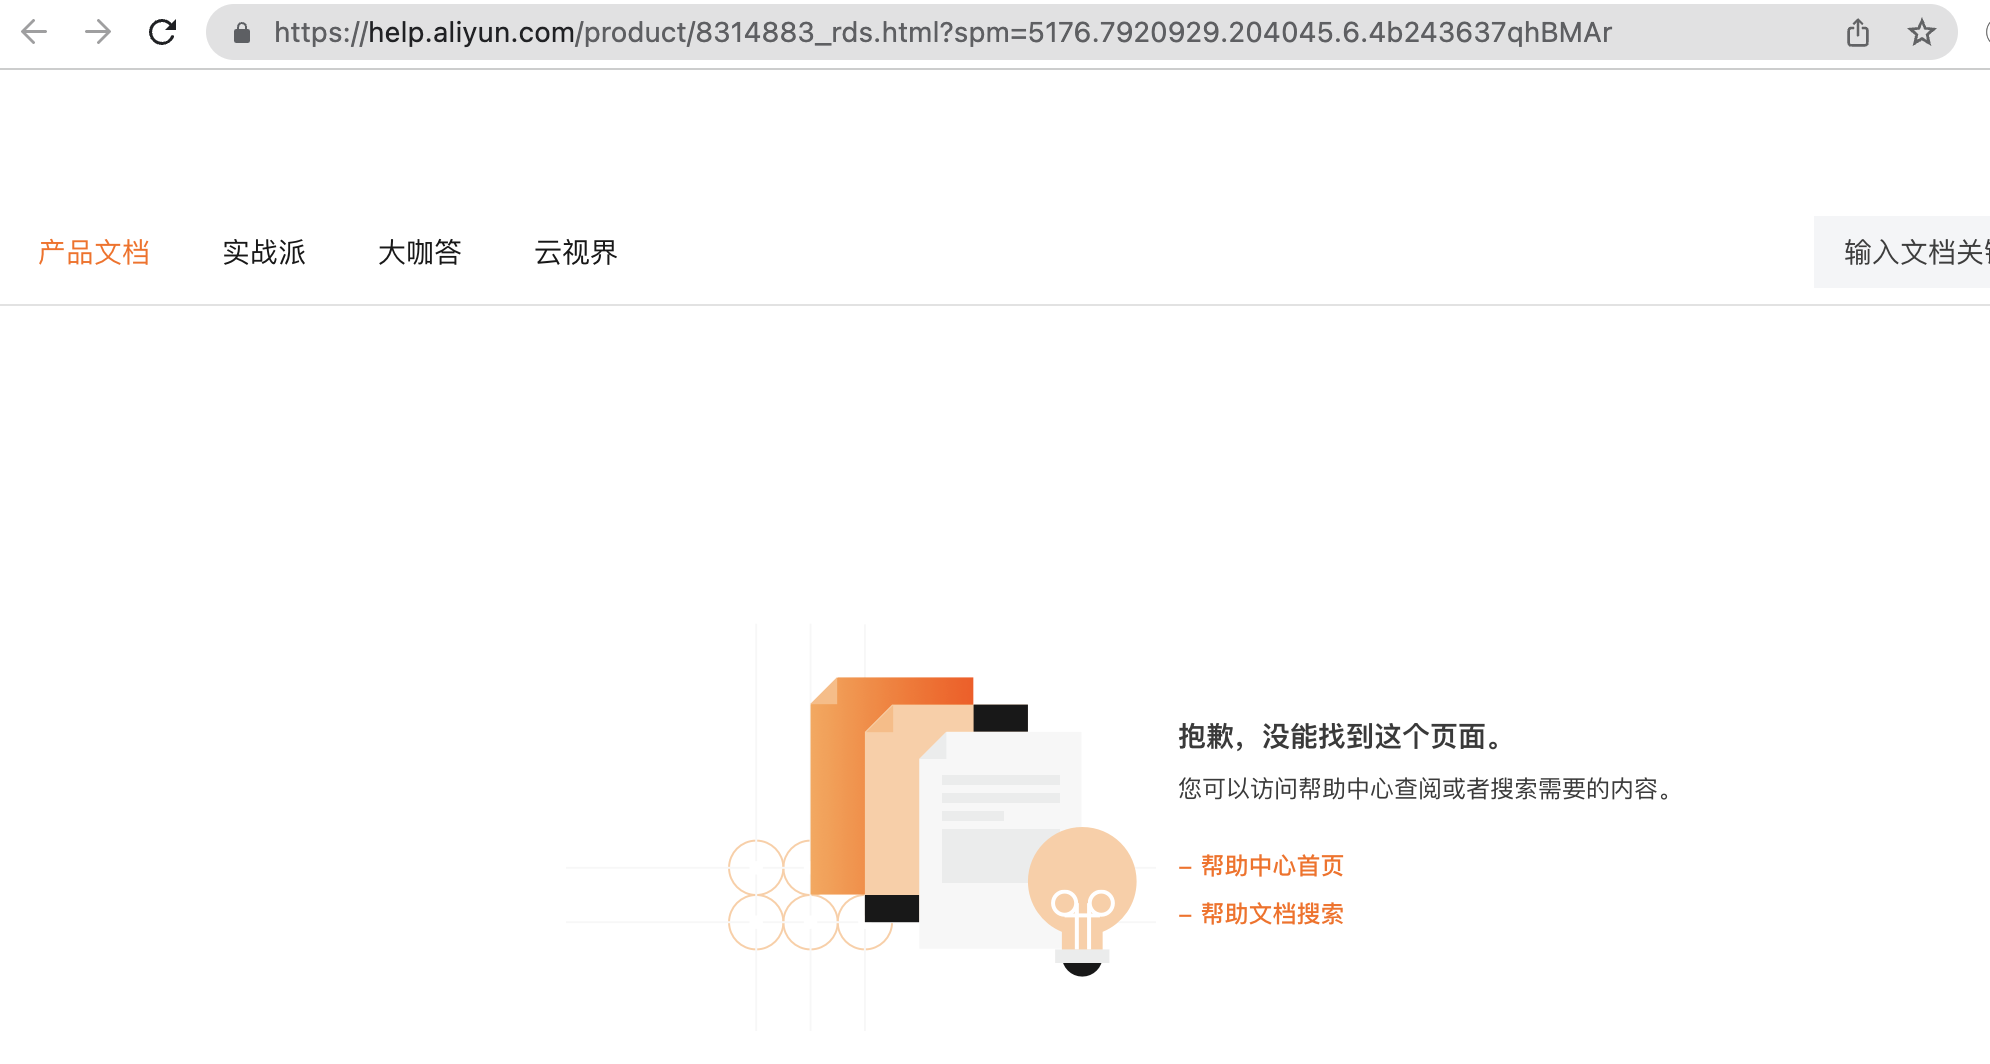 https://help.aliyun.com/product/8314883_rds.html?spm=5176.7920929.204045.6.4b243637qhBMAr
产品文档 实战派 大咖答 云视界 输入文档关
抱歉，没能找到这个页面。
您可以访问帮助中心查阅或者搜索需要的内容。
– 帮助中心首页
– 帮助文档搜索